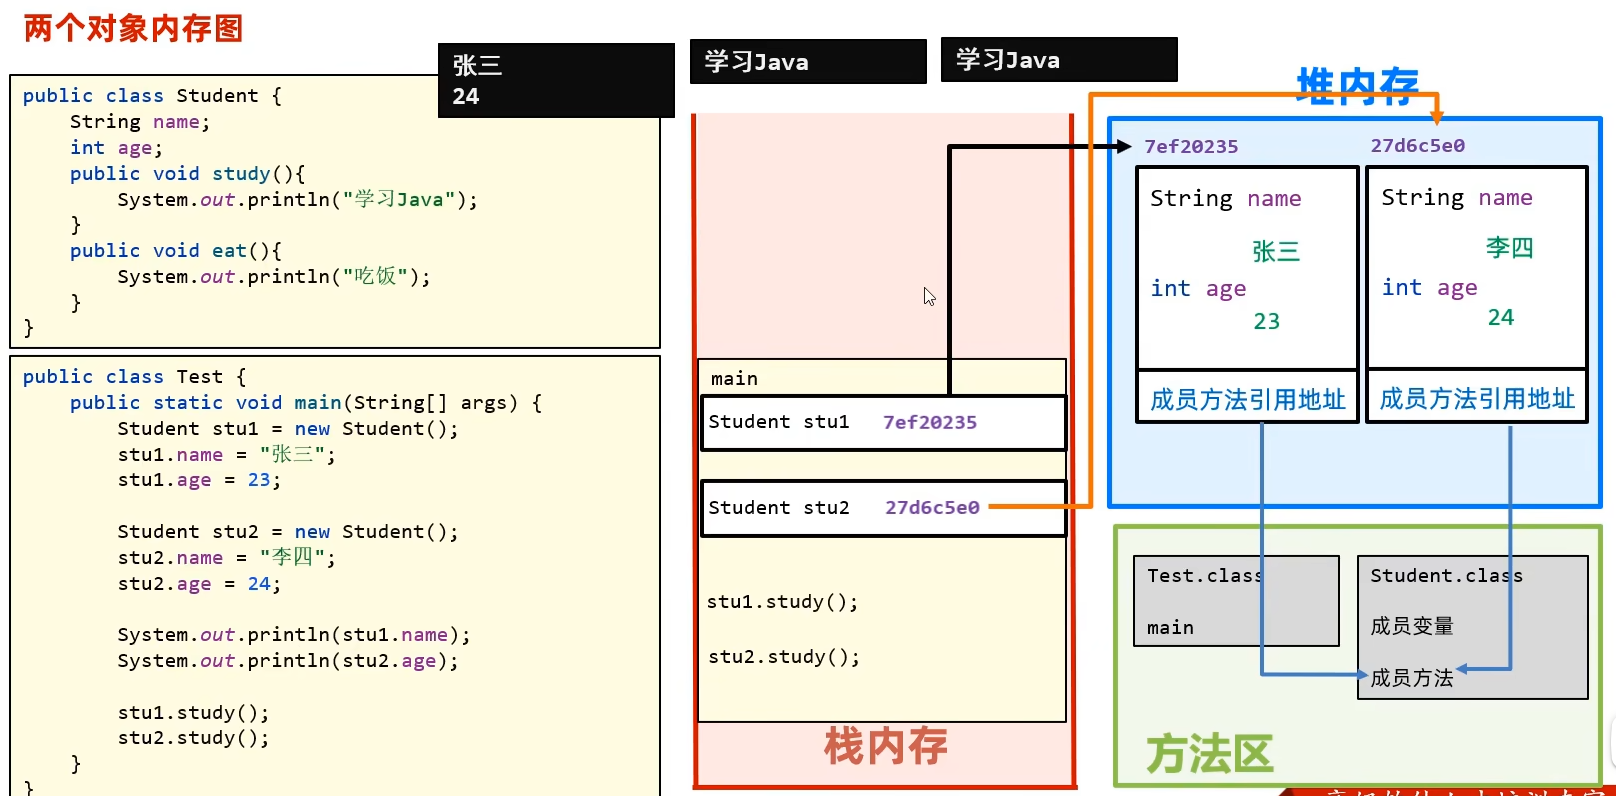 两个对象内存图
张三
24
学习Java
学习Java
public class Student {
String name;
int age;
public void study(){
System.out.println("学习Java");
}
public void eat(){
System.out.println("吃饭");
}
}
public class Test {
public static void main(String[] args) {
Student stu1 = new Student();
stu1.name = "张三";
stu1.age = 23;
Student stu2 = new Student();
stu2.name = "李四";
stu2.age = 24;
System.out.println(stu1.name);
System.out.println(stu2.age);
stu1.study();
stu2.study();
}
}
main
Student stu1 7ef20235
Student stu2 27d6c5e0
stu1.study();
stu2.study();
栈内存
堆内存
7ef20235
String name
张三
int age
23
成员方法引用地址
27d6c5e0
String name
李四
int age
24
成员方法引用地址
Test.class
main
Student.class
成员变量
成员方法
方法区